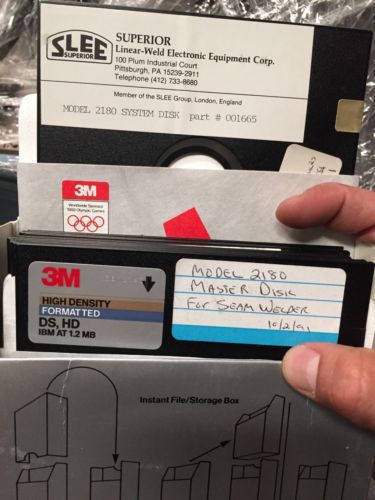 SLEE
SUPERIOR
SUPERIOR
Linear-Weld Electronic Equipment Corp.
100 Plum Industrial Court
Pittsburgh, PA 15239-2911
Telephone (412) 733-8680
Member of the SLEE Group, London, England
MODEL 2180 SYSTEM DISK part # 001665
3M
Worldwide Sponsor
1988 Olympic Games
3M
HIGH DENSITY
FORMATTED
DS, HD
IBM AT 1.2 MB
MODEL 2180
MASTER DISK
FOR SEAM WELDER
10/2/91
Instant File/Storage Box